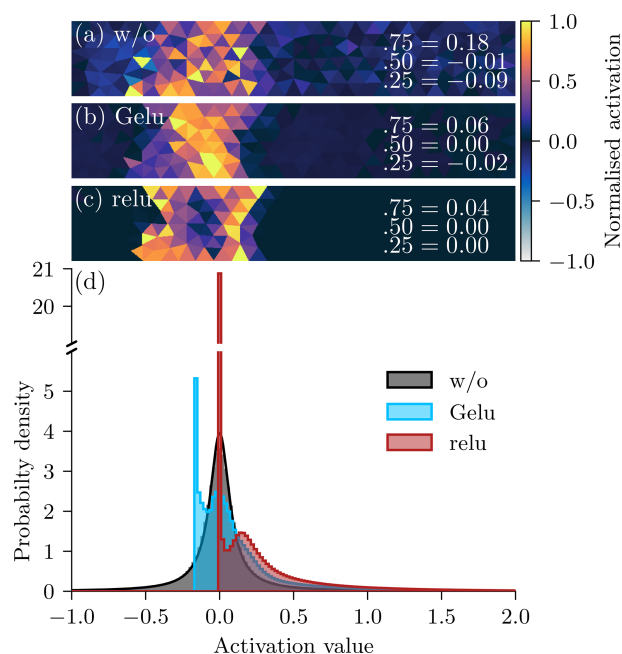 (a) w/o
.75 = 0.18
.50 = −0.01
.25 = −0.09
(b) Gelu
.75 = 0.06
.50 = 0.00
.25 = −0.02
(c) relu
.75 = 0.04
.50 = 0.00
.25 = 0.00
1.0
0.5
0.0
−0.5
−1.0
Normalised activation
(d)
21
20
5
4
3
2
1
0
Probabilty density
w/o
Gelu
relu
−1.0 −0.5 0.0 0.5 1.0 1.5 2.0
Activation value